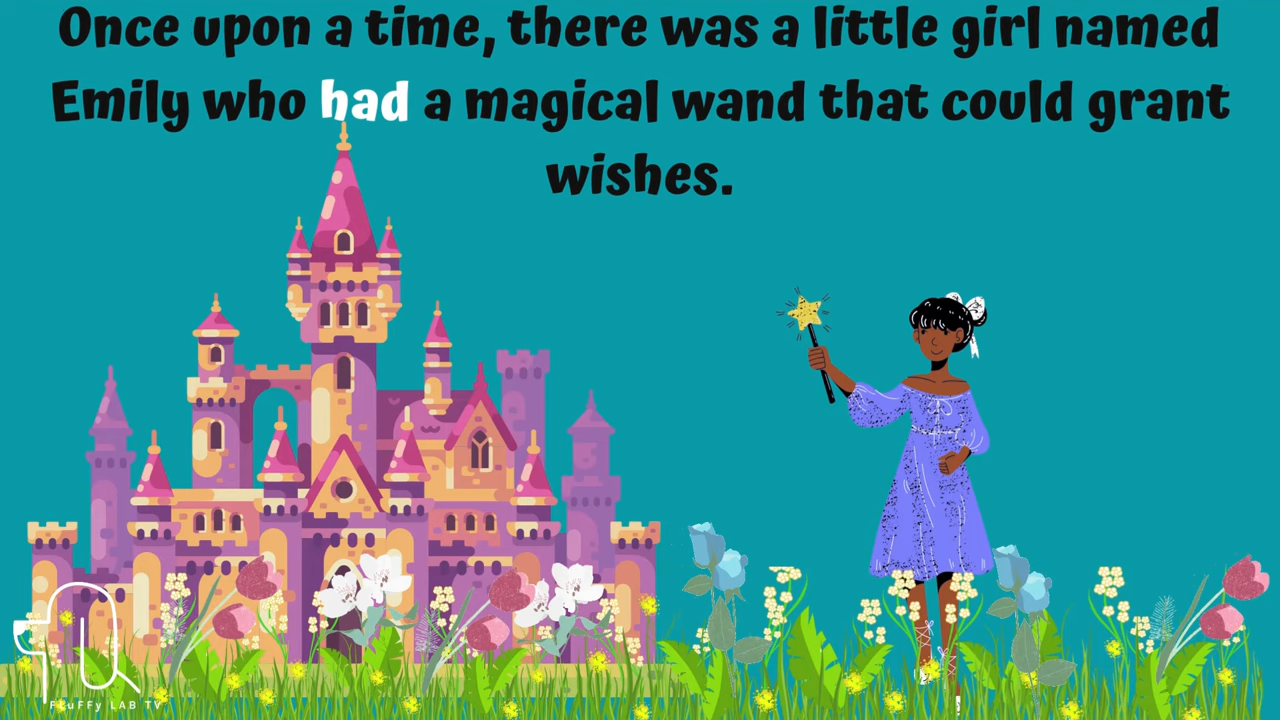 Once upon a time, there was a little girl named
Emily who had a magical wand that could grant
wishes.
FLuFFy LAB TV